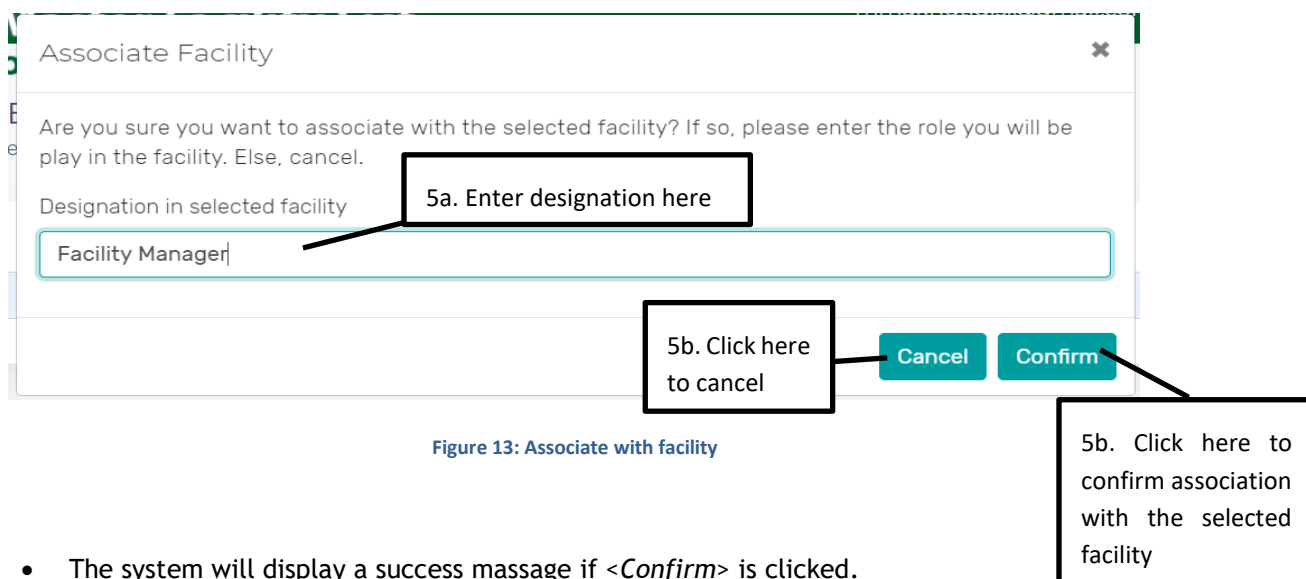 Associate Facility ✖
Are you sure you want to associate with the selected facility? If so, please enter the role you will be
play in the facility. Else, cancel.
5a. Enter designation here
Designation in selected facility
Facility Manager
5b. Click here
to cancel
Cancel Confirm
5b. Click here to
confirm association
with the selected
facility
Figure 13: Associate with facility
• The system will display a success massage if <Confirm> is clicked.